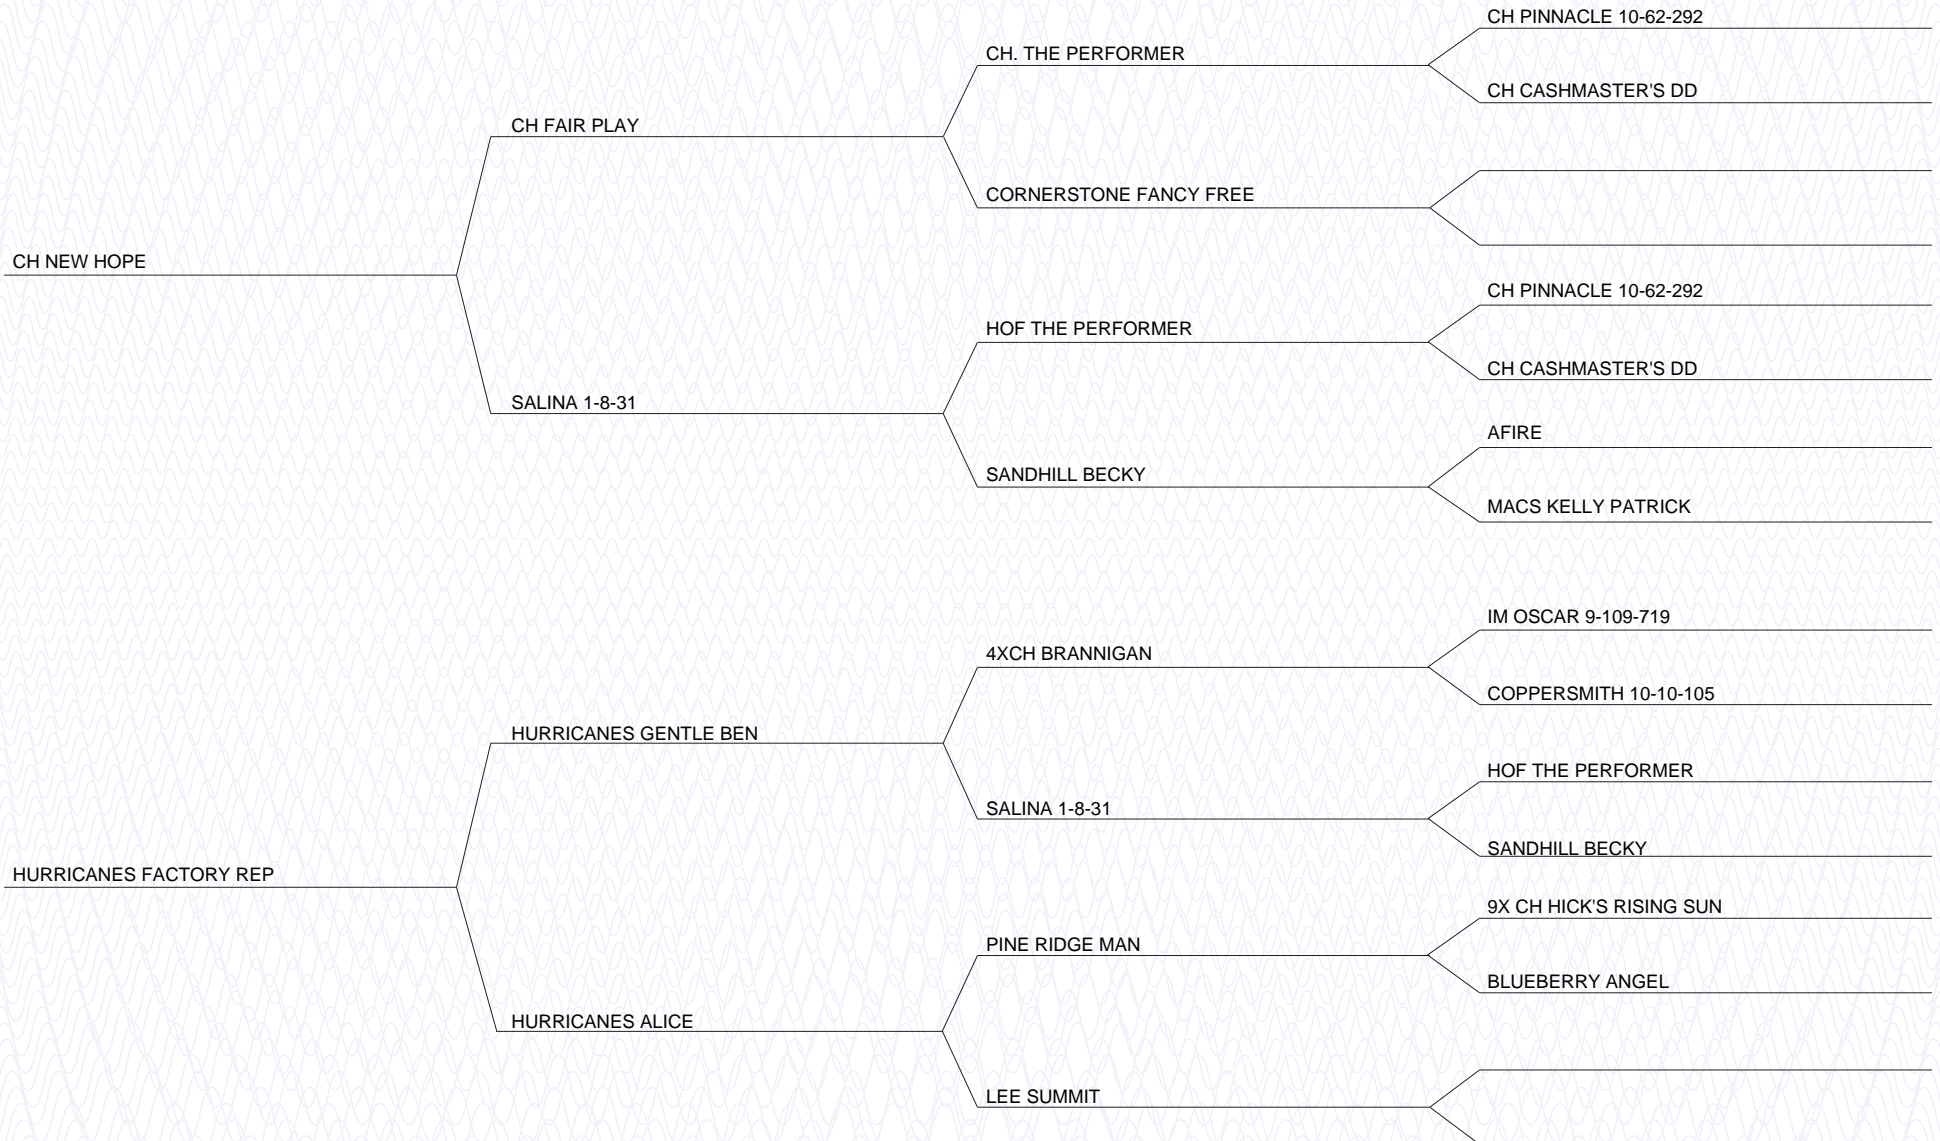 CH PINNACLE 10-62-292
CH. THE PERFORMER
CH CASHMASTER'S DD
CH FAIR PLAY
CORNERSTONE FANCY FREE
CH NEW HOPE
CH PINNACLE 10-62-292
HOF THE PERFORMER
CH CASHMASTER'S DD
SALINA 1-8-31
AFIRE
SANDHILL BECKY
MACS KELLY PATRICK
IM OSCAR 9-109-719
4XCH BRANNIGAN
COPPERSMITH 10-10-105
HURRICANES GENTLE BEN
HOF THE PERFORMER
SALINA 1-8-31
SANDHILL BECKY
HURRICANES FACTORY REP
9X CH HICK'S RISING SUN
PINE RIDGE MAN
BLUEBERRY ANGEL
HURRICANES ALICE
LEE SUMMIT